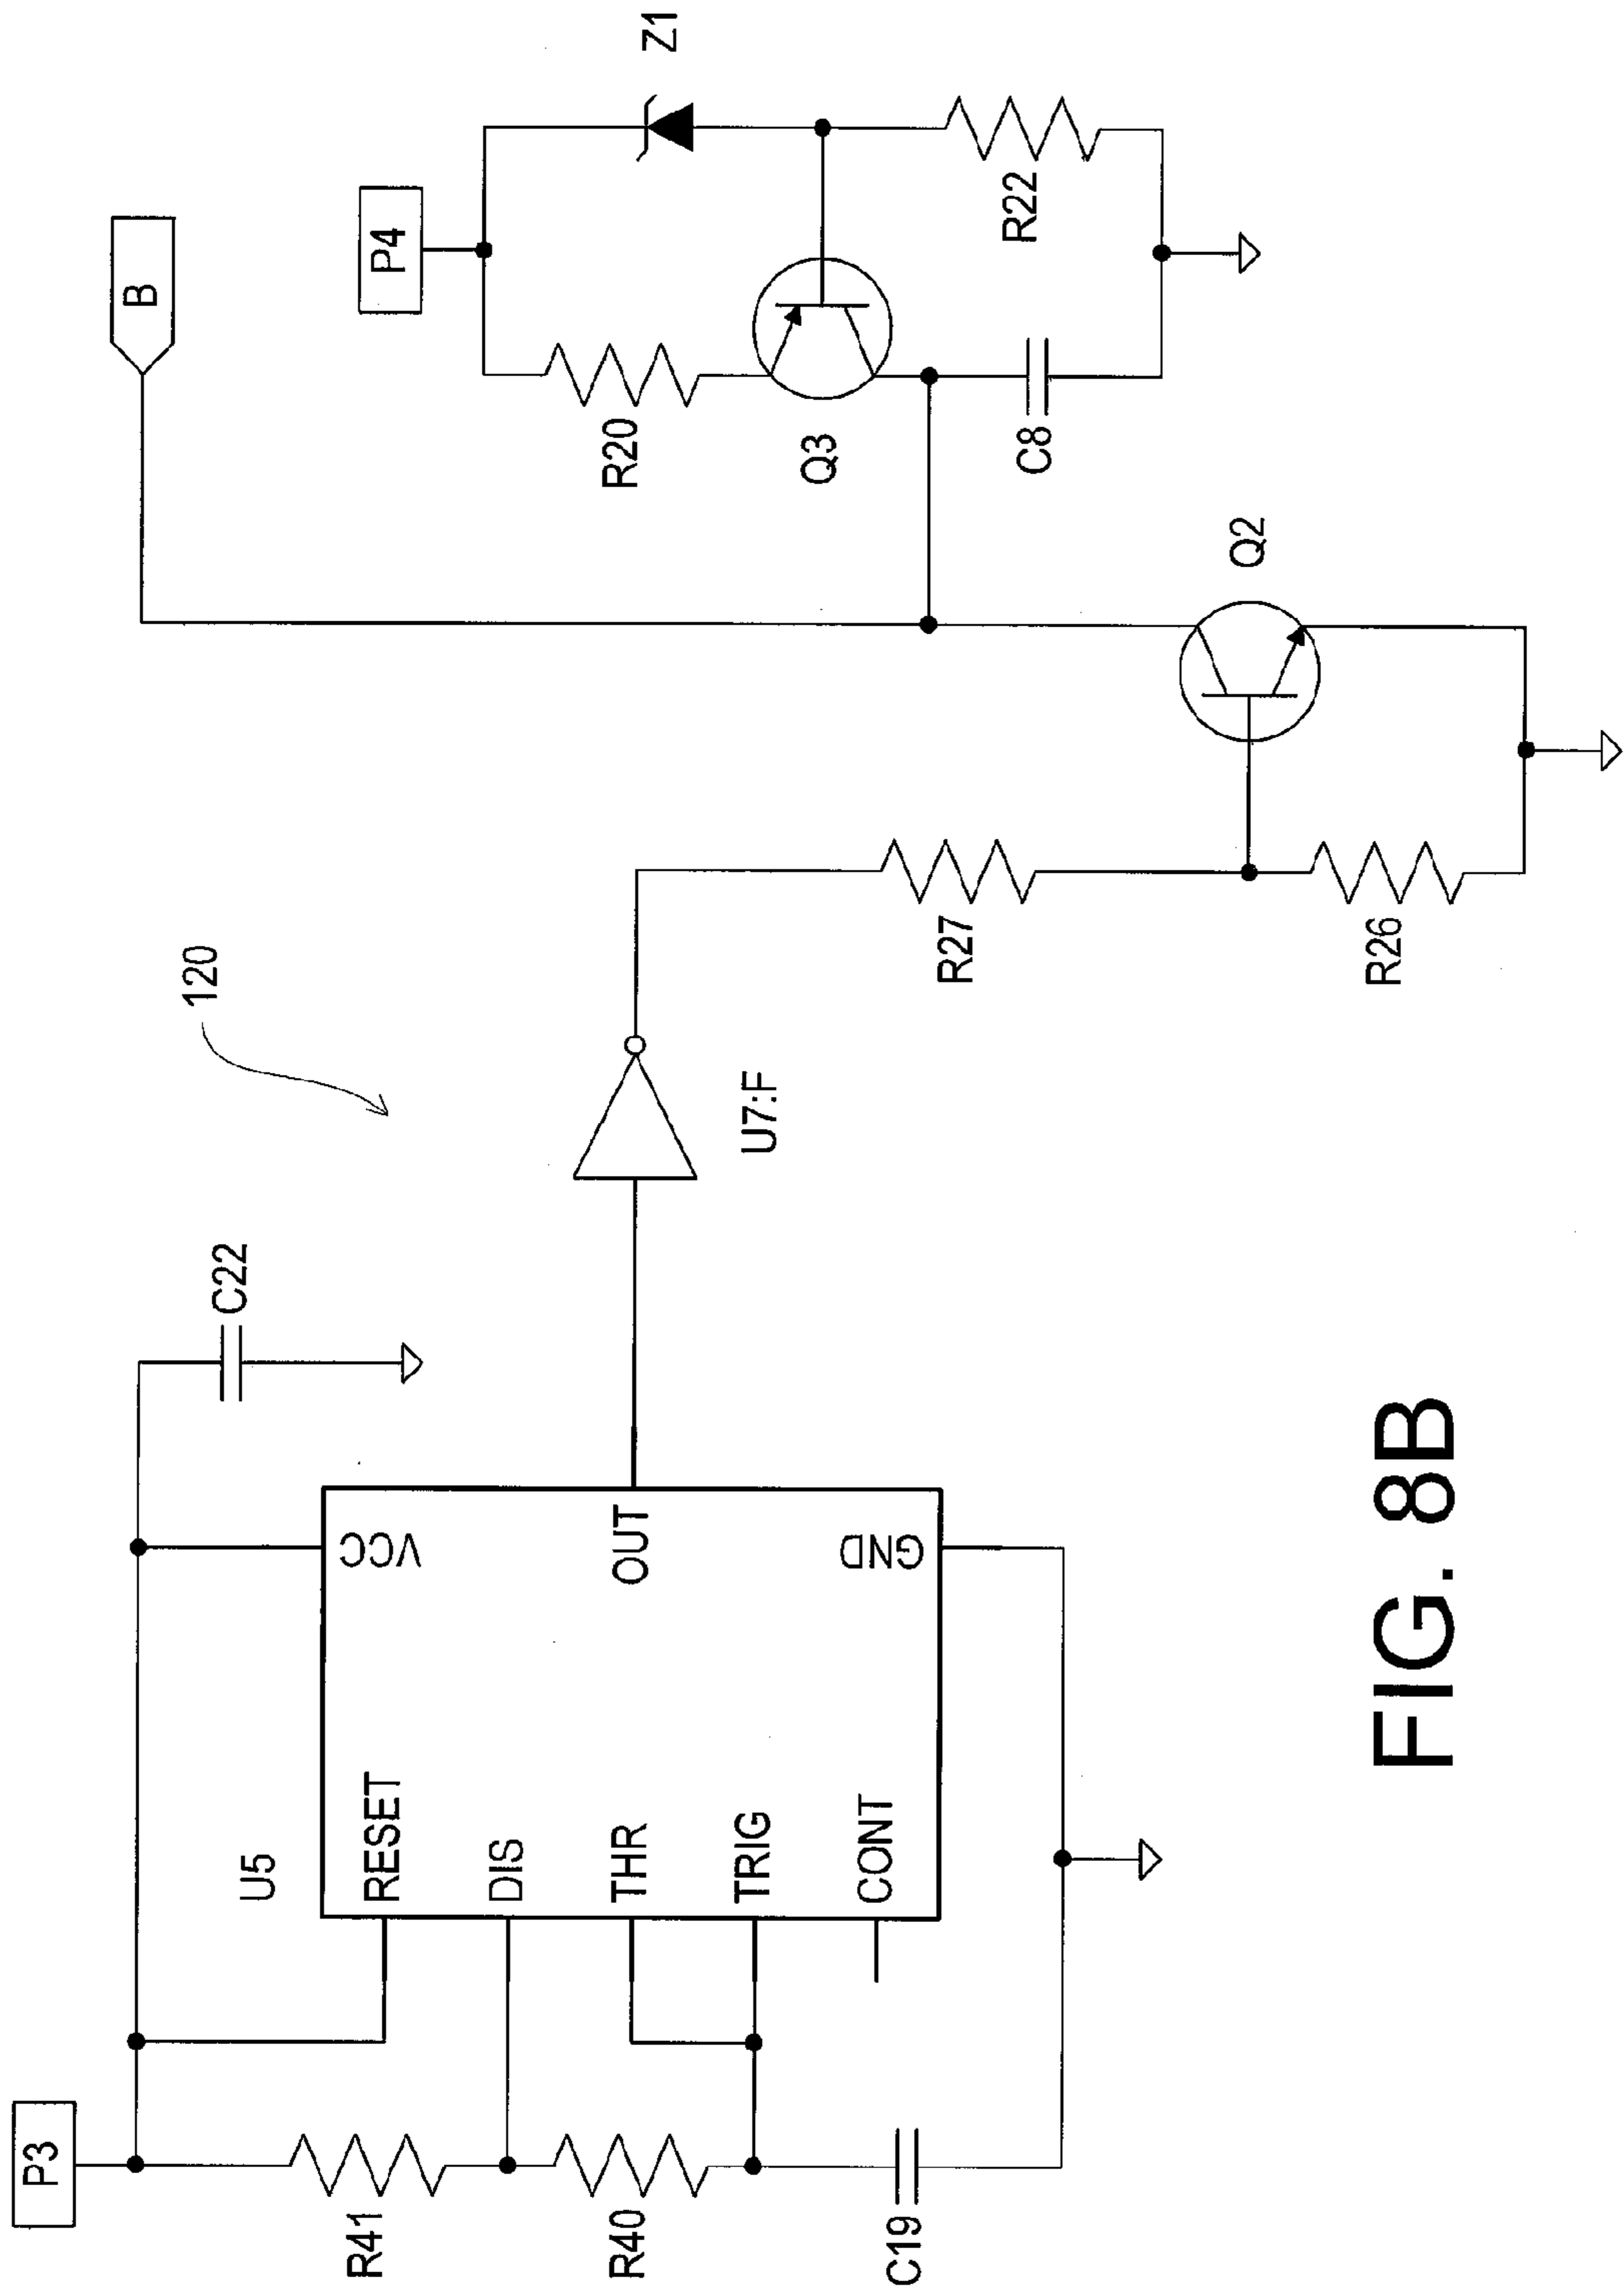 P3
R41
R40
C19
U5
RESET
DIS
THR
TRIG
CONT
VCC
OUT
GND
C22
120
U7:F
R27
R26
Q2
B
P4
R20
Q3
C8
Z1
R22
FIG. 8B